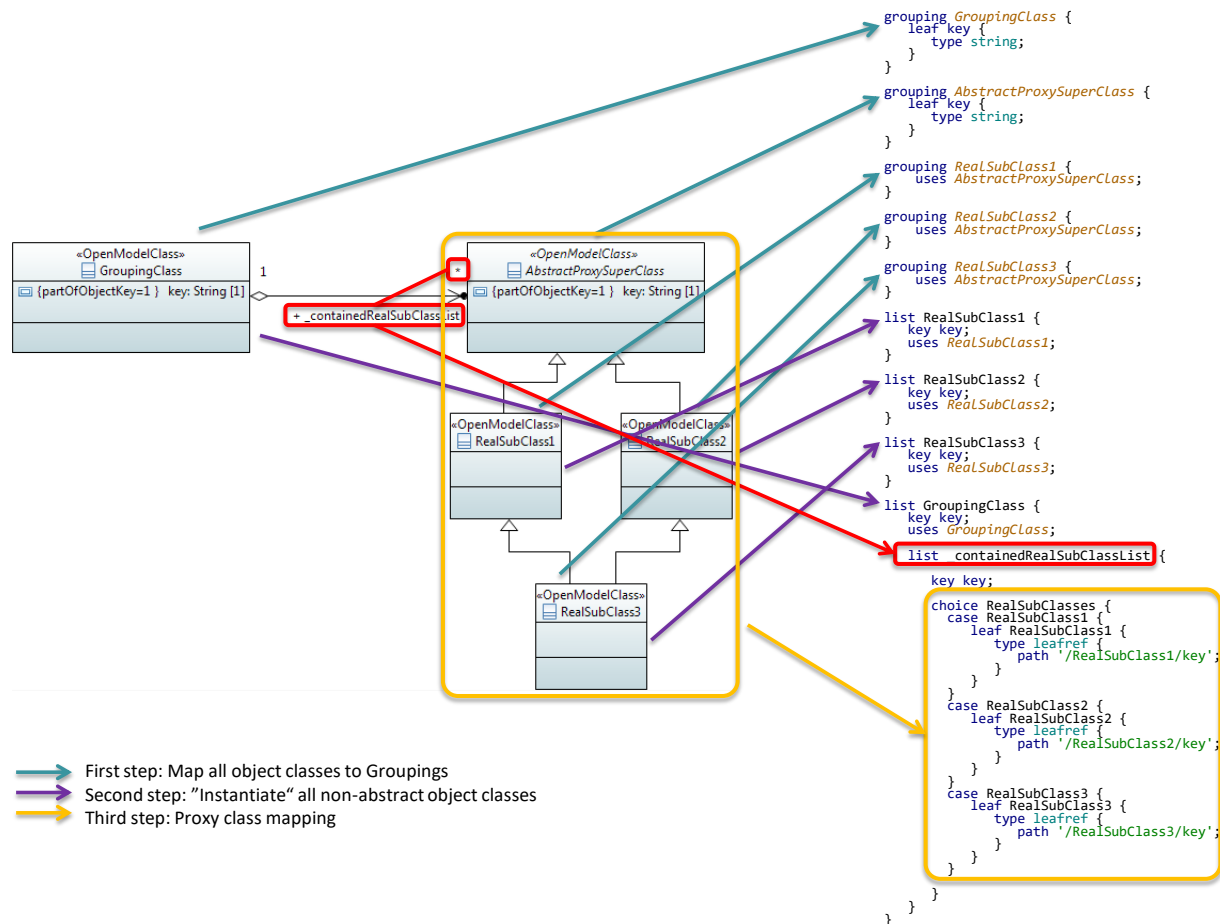 «OpenModelClass»
GroupingClass
{partOfObjectKey=1 } key: String [1]
1
*
+ _containedRealSubClassList
«OpenModelClass»
AbstractProxySuperClass
{partOfObjectKey=1 } key: String [1]
«OpenModelClass»
RealSubClass1
«OpenModelClass»
RealSubClass2
«OpenModelClass»
RealSubClass3
First step: Map all object classes to Groupings
Second step: ”Instantiate“ all non-abstract object classes
Third step: Proxy class mapping
grouping GroupingClass {
leaf key {
type string;
}
}
grouping AbstractProxySuperClass {
leaf key {
type string;
}
}
grouping RealSubClass1 {
uses AbstractProxySuperClass;
}
grouping RealSubClass2 {
uses AbstractProxySuperClass;
}
grouping RealSubClass3 {
uses AbstractProxySuperClass;
}
list RealSubClass1 {
key key;
uses RealSubClass1;
}
list RealSubClass2 {
key key;
uses RealSubClass2;
}
list RealSubClass3 {
key key;
uses RealSubClass3;
}
list GroupingClass {
key key;
uses GroupingClass;
list _containedRealSubClassList {
key key;
choice RealSubClasses {
case RealSubClass1 {
leaf RealSubClass1 {
type leafref {
path '/RealSubClass1/key';
}
}
}
case RealSubClass2 {
leaf RealSubClass2 {
type leafref {
path '/RealSubClass2/key';
}
}
}
case RealSubClass3 {
leaf RealSubClass3 {
type leafref {
path '/RealSubClass3/key';
}
}
}
}
}
}